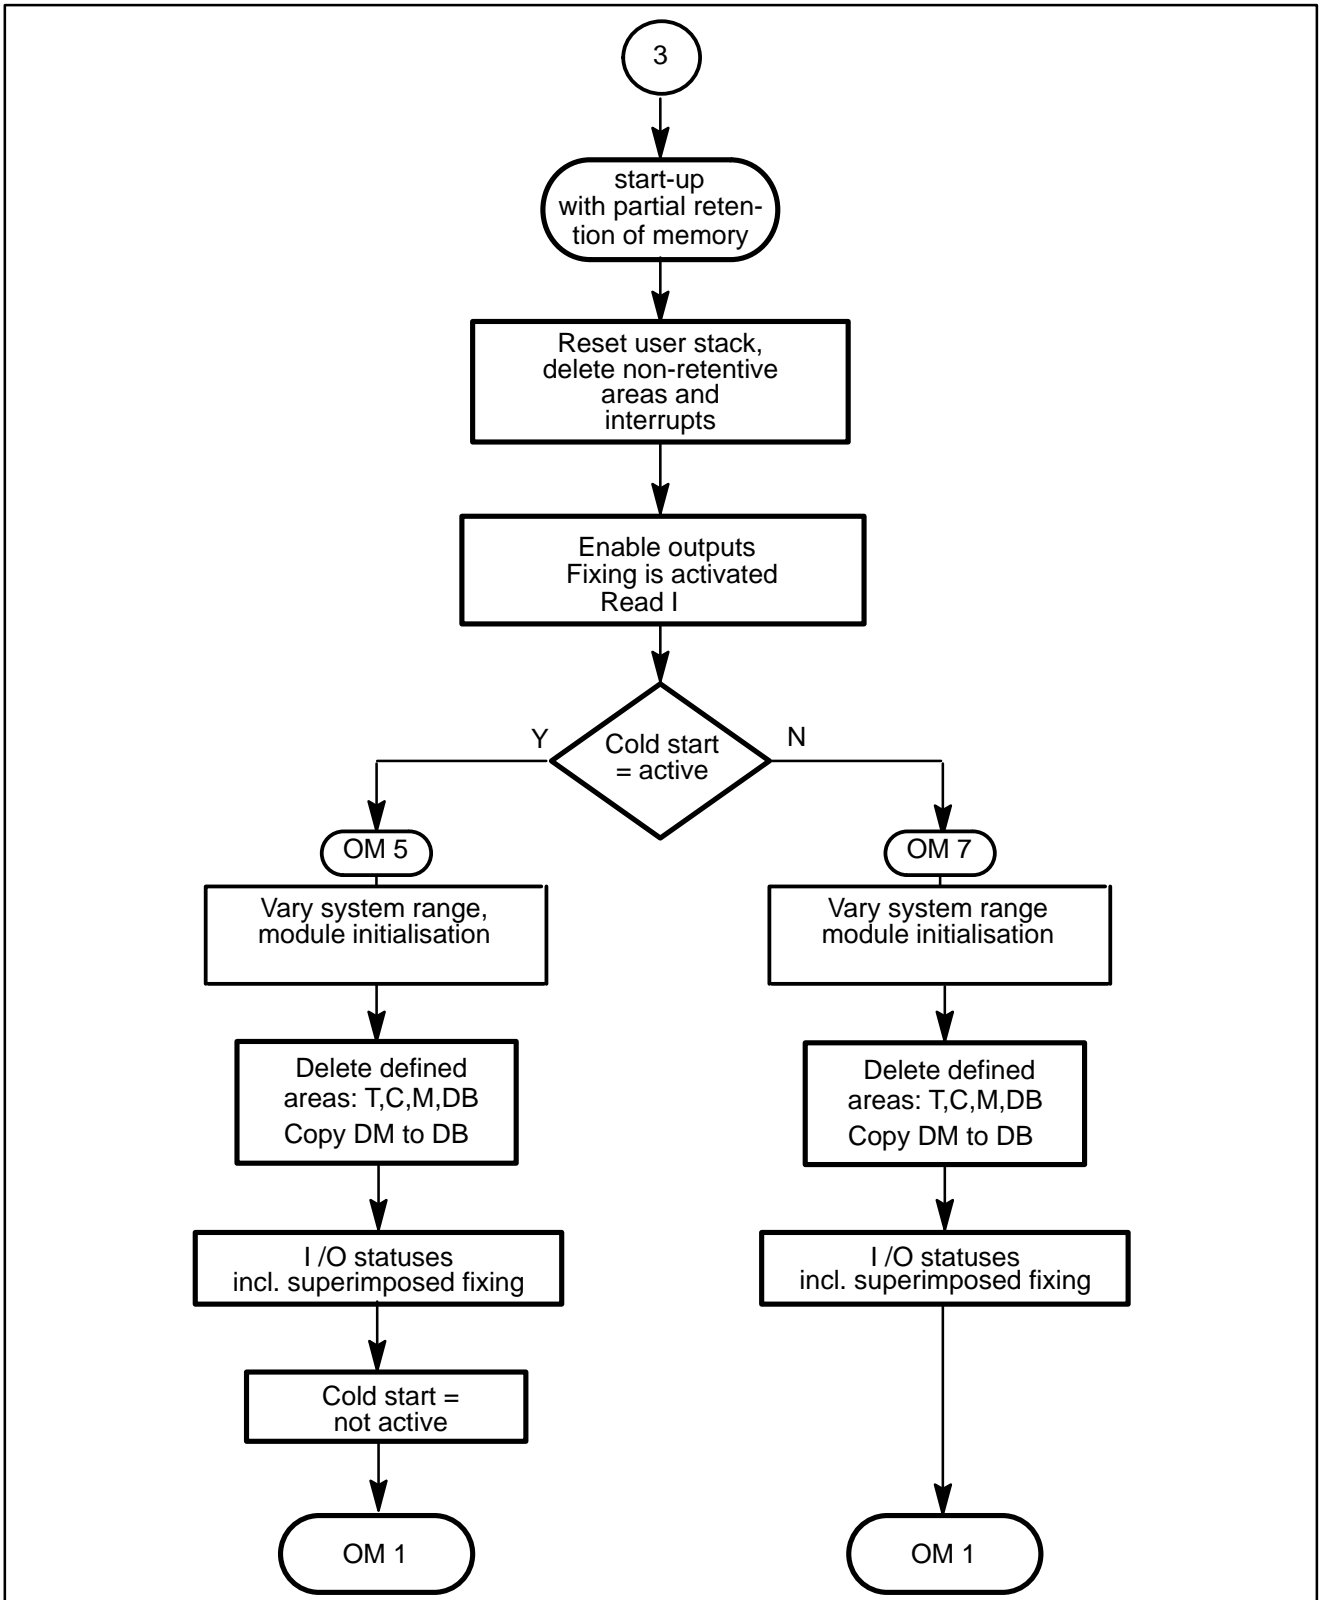 3
start-up
with partial reten-
tion of memory
Reset user stack,
delete non-retentive
areas and
interrupts
Enable outputs
Fixing is activated
Read I
Y
Cold start
= active
N
OM 5
Vary system range,
module initialisation
Delete defined
areas: T,C,M,DB
Copy DM to DB
I /O statuses
incl. superimposed fixing
Cold start =
not active
OM 1
OM 7
Vary system range
module initialisation
Delete defined
areas: T,C,M,DB
Copy DM to DB
I /O statuses
incl. superimposed fixing
OM 1